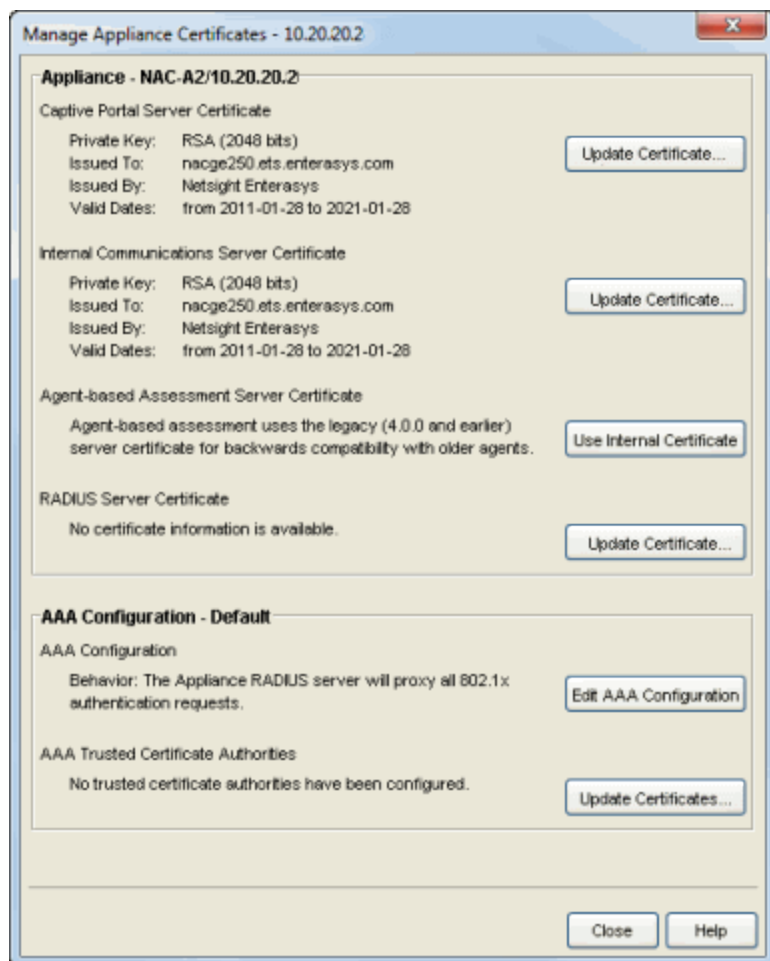 Manage Appliance Certificates - 10.20.20.2
Appliance - NAC-A2/10.20.20.2
Captive Portal Server Certificate
Private Key: RSA (2048 bits)
Update Certificate...
Issued To: nacge250.ets.enterasys.com
Issued By: Netsight Enterasys
Valid Dates: from 2011-01-28 to 2021-01-28
Internal Communications Server Certificate
Private Key: RSA (2048 bits)
Update Certificate...
Issued To: nacge250.ets.enterasys.com
Issued By: Netsight Enterasys
Valid Dates: from 2011-01-28 to 2021-01-28
Agent-based Assessment Server Certificate
Agent-based assessment uses the legacy (4.0.0 and earlier)
server certificate for backwards compatibility with older agents.
Use Internal Certificate
RADIUS Server Certificate
No certificate information is available.
Update Certificate...
AAA Configuration - Default
AAA Configuration
Behavior: The Appliance RADIUS server will proxy all 802.1x
authentication requests.
Edit AAA Configuration
AAA Trusted Certificate Authorities
No trusted certificate authorities have been configured.
Update Certificates...
Close
Help